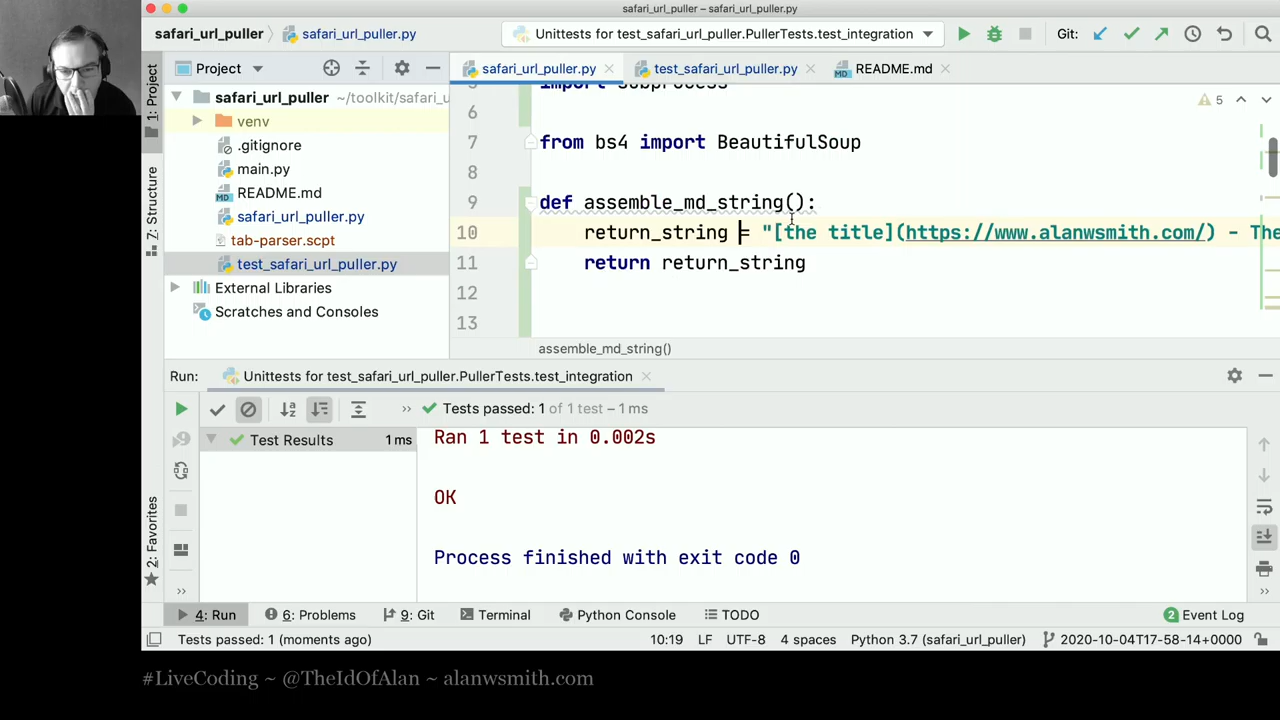 safari_url_puller – safari_url_puller.py
safari_url_puller
safari_url_puller.py
Unittests for test_safari_url_puller.PullerTests.test_integration
Git:
1: Project
Project
safari_url_puller.py
test_safari_url_puller.py
README.md
safari_url_puller ~/toolkit/safari_u
venv
.gitignore
main.py
README.md
safari_url_puller.py
tab-parser.scpt
test_safari_url_puller.py
External Libraries
Scratches and Consoles
Z: Structure
5 import subprocess
5
6
7 from bs4 import BeautifulSoup
8
9 def assemble_md_string():
10 return_string = "[the title](https://www.alanwsmith.com/) - The
11 return return_string
12
13
assemble_md_string()
Run:
Unittests for test_safari_url_puller.PullerTests.test_integration
Tests passed: 1 of 1 test – 1 ms
Test Results 1 ms
Ran 1 test in 0.002s
OK
Process finished with exit code 0
2: Favorites
4: Run
6: Problems
9: Git
Terminal
Python Console
TODO
2 Event Log
Tests passed: 1 (moments ago)
10:19 LF UTF-8 4 spaces Python 3.7 (safari_url_puller) 2020-10-04T17-58-14+0000
#LiveCoding ~ @TheIdOfAlan ~ alanwsmith.com